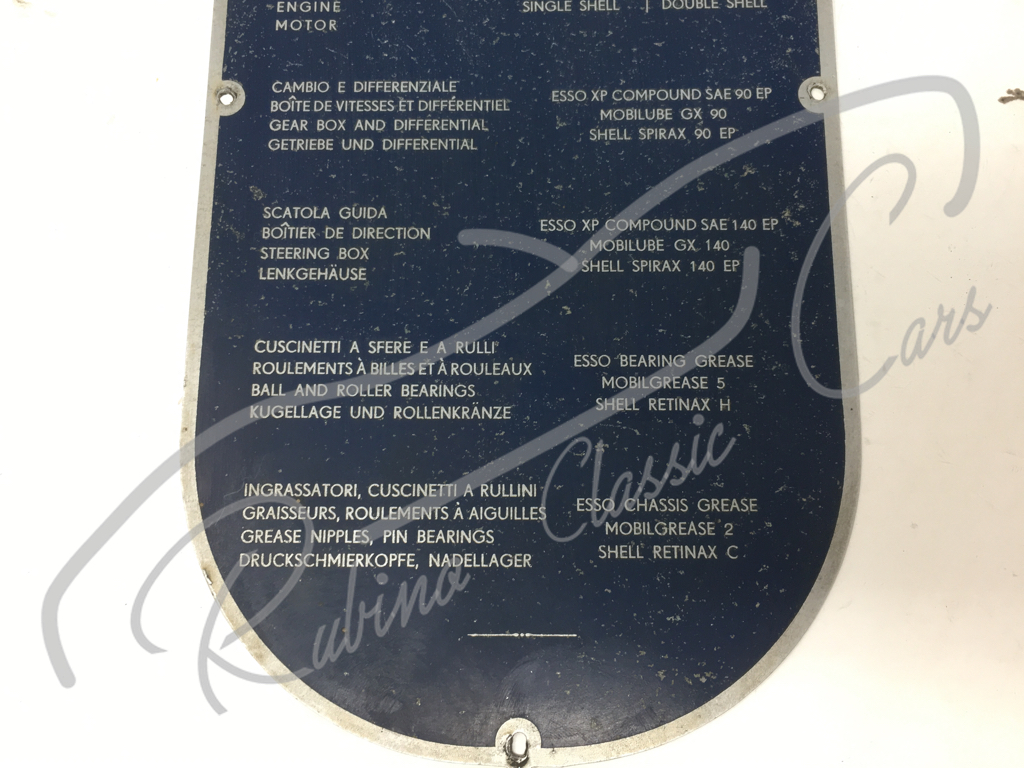 ENGINE
MOTOR
SINGLE SHELL | DOUBLE SHELL
CAMBIO E DIFFERENZIALE
BOÎTE DE VITESSES ET DIFFÉRENTIEL
GEAR BOX AND DIFFERENTIAL
GETRIEBE UND DIFFERENTIAL
ESSO XP COMPOUND SAE 90 EP
MOBILUBE GX 90
SHELL SPIRAX 90 EP
SCATOLA GUIDA
BOÎTIER DE DIRECTION
STEERING BOX
LENKGEHÄUSE
ESSO XP COMPOUND SAE 140 EP
MOBILUBE GX 140
SHELL SPIRAX 140 EP
CUSCINETTI A SFERE E A RULLI
ROULEMENTS À BILLES ET À ROULEAUX
BALL AND ROLLER BEARINGS
KUGELLAGE UND ROLLENKRÄNZE
ESSO BEARING GREASE
MOBILGREASE 5
SHELL RETINAX H
INGRASSATORI, CUSCINETTI A RULLINI
GRAISSEURS, ROULEMENTS À AIGUILLES
GREASE NIPPLES, PIN BEARINGS
DRUCKSCHMIERKOPFE, NADELLAGER
ESSO CHASSIS GREASE
MOBILGREASE 2
SHELL RETINAX C
Rubino Classic Cars